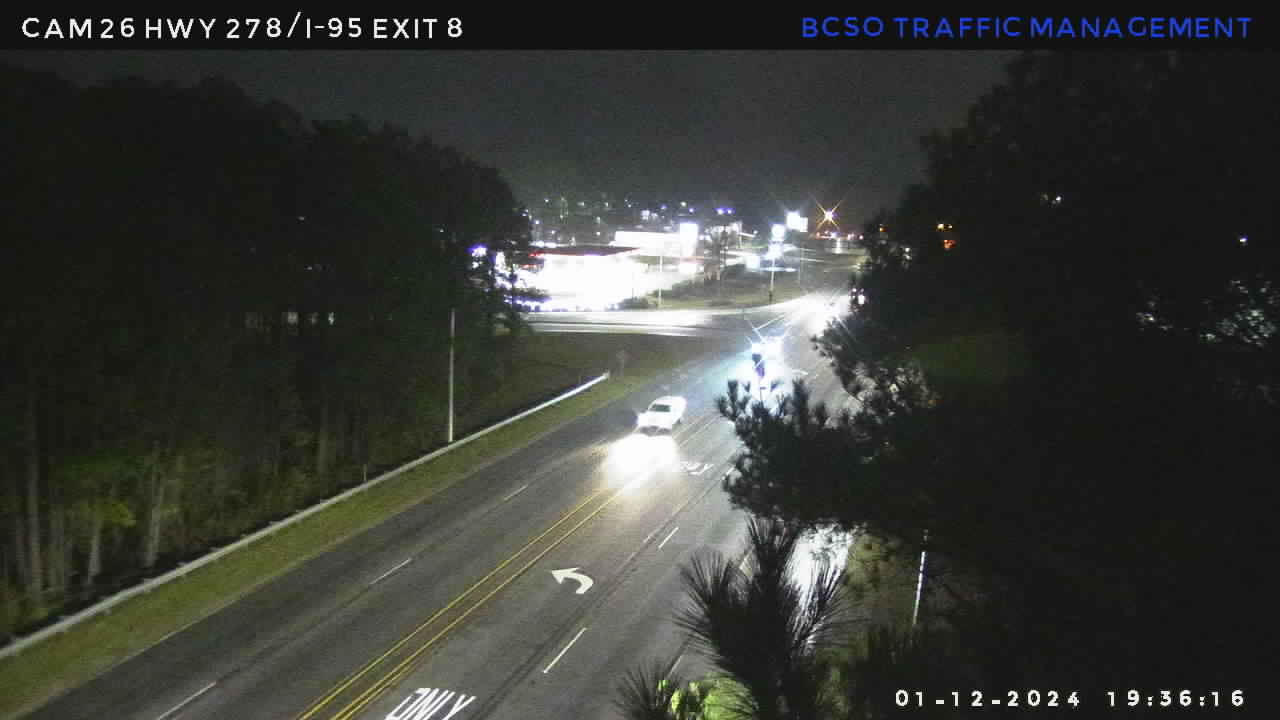 CAM 26 HWY 278/I-95 EXIT 8
BCSO TRAFFIC MANAGEMENT
ONLY
01-12-2024 19:36:16